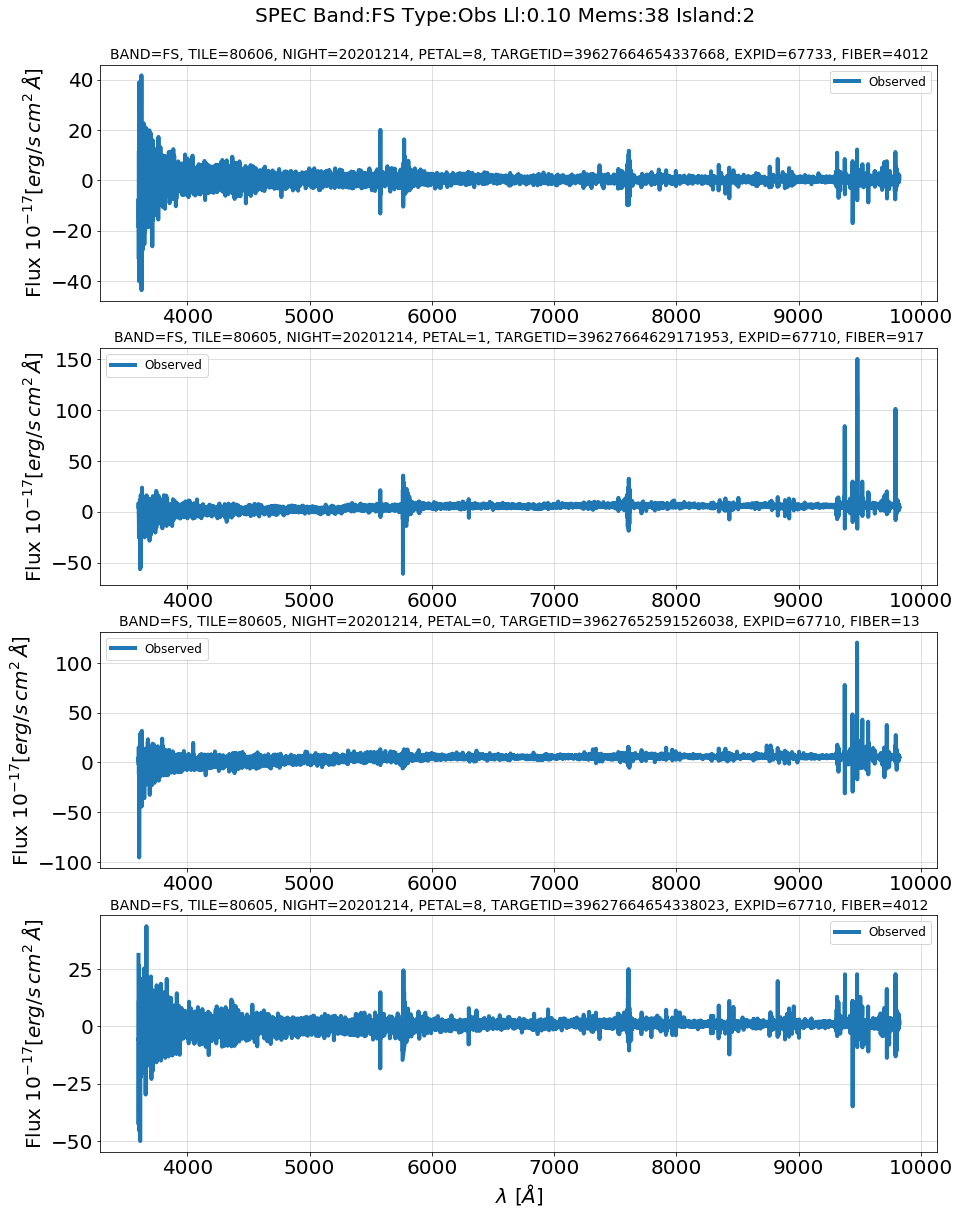 SPEC Band:FS Type:Obs Ll:0.10 Mems:38 Island:2
BAND=FS, TILE=80606, NIGHT=20201214, PETAL=8, TARGETID=39627664654337668, EXPID=67733, FIBER=4012
Flux 10^{-17}[erg/s cm^2 Å]
40
20
0
−20
−40
Observed
4000 5000 6000 7000 8000 9000 10000
BAND=FS, TILE=80605, NIGHT=20201214, PETAL=1, TARGETID=39627664629171953, EXPID=67710, FIBER=917
Flux 10^{-17}[erg/s cm^2 Å]
150
100
50
0
−50
Observed
4000 5000 6000 7000 8000 9000 10000
BAND=FS, TILE=80605, NIGHT=20201214, PETAL=0, TARGETID=39627652591526038, EXPID=67710, FIBER=13
Flux 10^{-17}[erg/s cm^2 Å]
100
50
0
−50
−100
Observed
4000 5000 6000 7000 8000 9000 10000
BAND=FS, TILE=80605, NIGHT=20201214, PETAL=8, TARGETID=39627664654338023, EXPID=67710, FIBER=4012
Flux 10^{-17}[erg/s cm^2 Å]
25
0
−25
−50
Observed
4000 5000 6000 7000 8000 9000 10000
λ [Å]